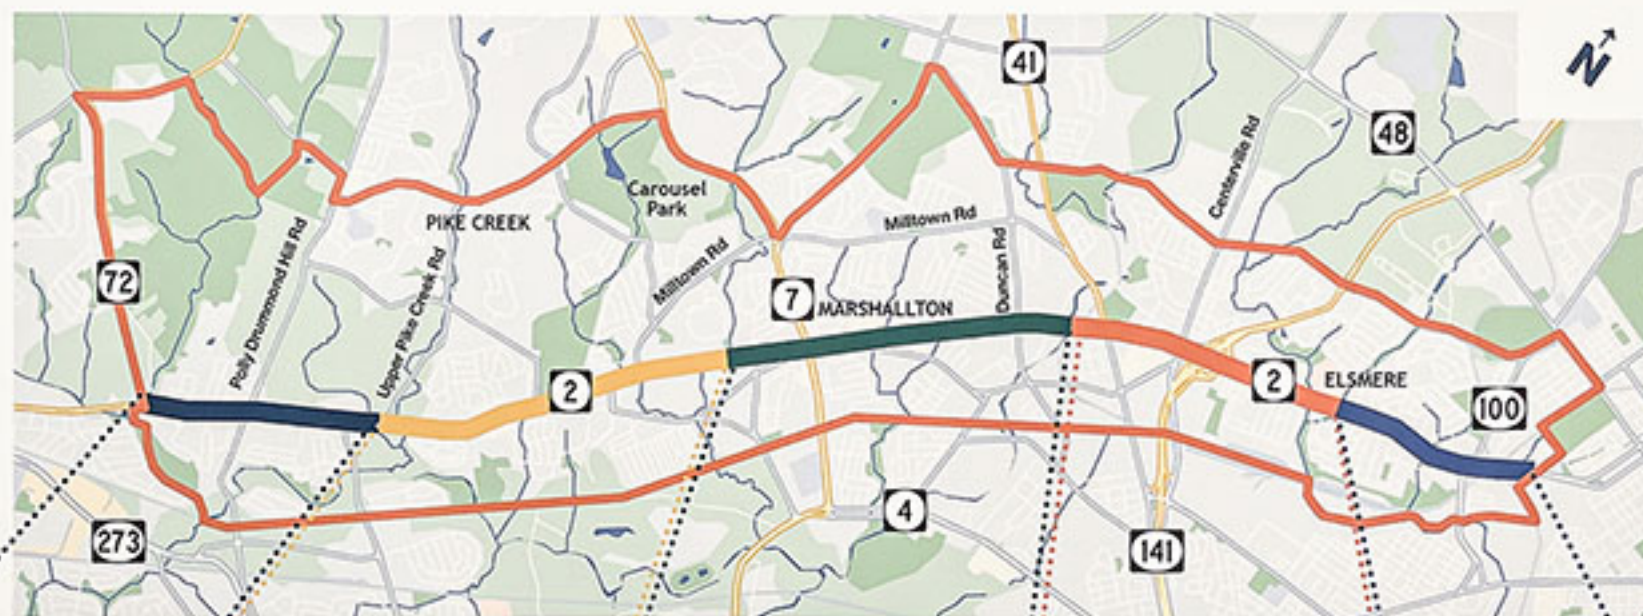 N
41
48
Centerville Rd
Carousel
Park
PIKE CREEK
Milltown Rd
Milltown Rd
Duncan Rd
Polly Drummond Hill Rd
Upper Pike Creek Rd
72
7
MARSHALLTON
2
2
ELSMERE
100
4
273
141